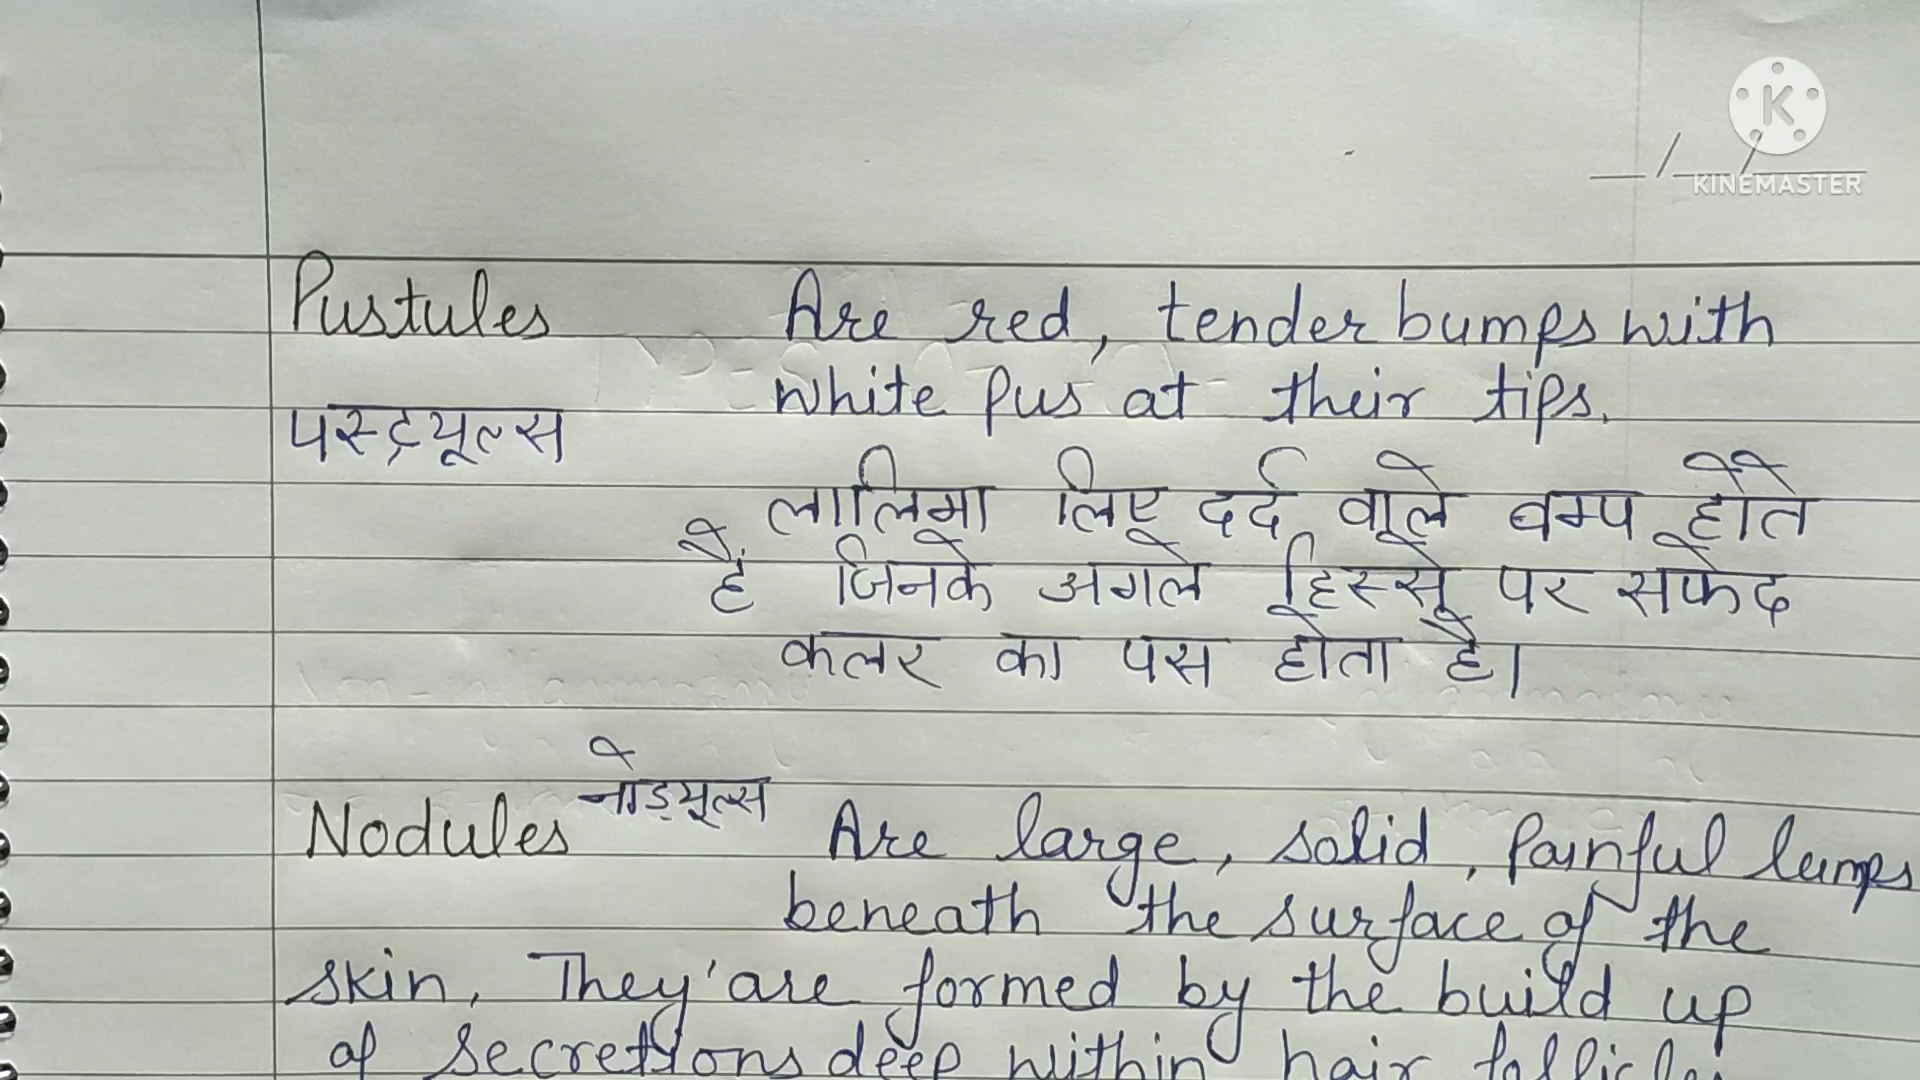 KINEMASTER
Pustules Are red, tender bumps with
white pus at their tips.
पस्ट्यूल्स
लालिमा लिए दर्द वाले बम्प होते
हैं जिनके अगले हिस्से पर सफेद
कलर का पस होता है।
नोड्यूल्स
Nodules Are large, solid, painful lumps
beneath the surface of the
skin, They are formed by the build up
of secretions deep within hair follicles